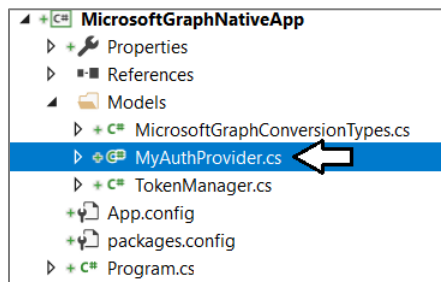 MicrosoftGraphNativeApp
Properties
References
Models
C# MicrosoftGraphConversionTypes.cs
C# MyAuthProvider.cs
C# TokenManager.cs
App.config
packages.config
C# Program.cs